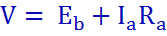 V = E_b + I_aR_a